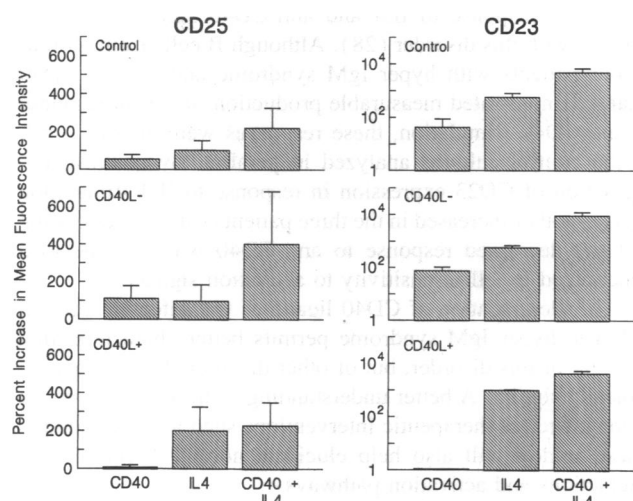 CD25
CD23
Percent Increase in Mean Fluorescence Intensity
Control
600
400
200
0
Control
10⁴
10²
1
CD40L−
600
400
200
0
CD40L−
10⁴
10²
1
CD40L+
600
400
200
0
CD40L+
10⁴
10²
1
CD40 IL4 CD40 +
IL4
CD40 IL4 CD40 +
IL4